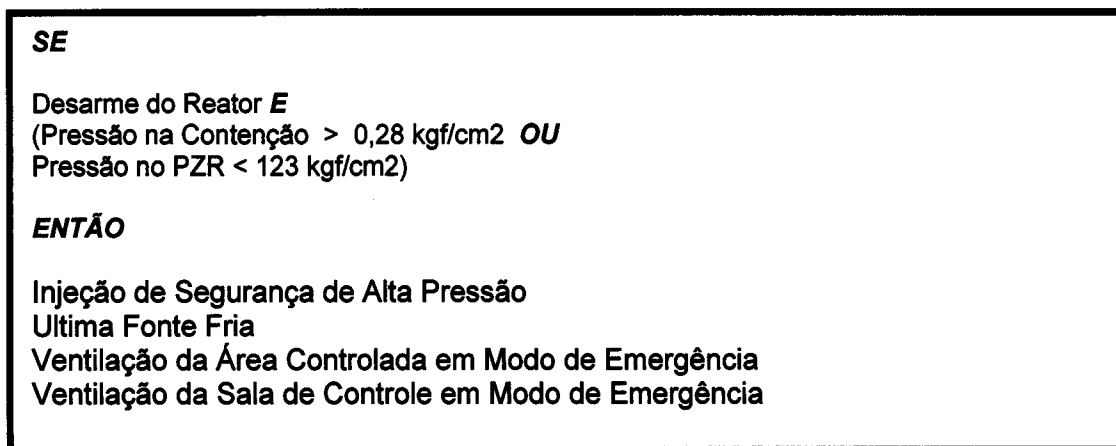 SE
Desarme do Reator E
(Pressão na Contenção > 0,28 kgf/cm2 OU
Pressão no PZR < 123 kgf/cm2)
ENTÃO
Injeção de Segurança de Alta Pressão
Ultima Fonte Fria
Ventilação da Área Controlada em Modo de Emergência
Ventilação da Sala de Controle em Modo de Emergência